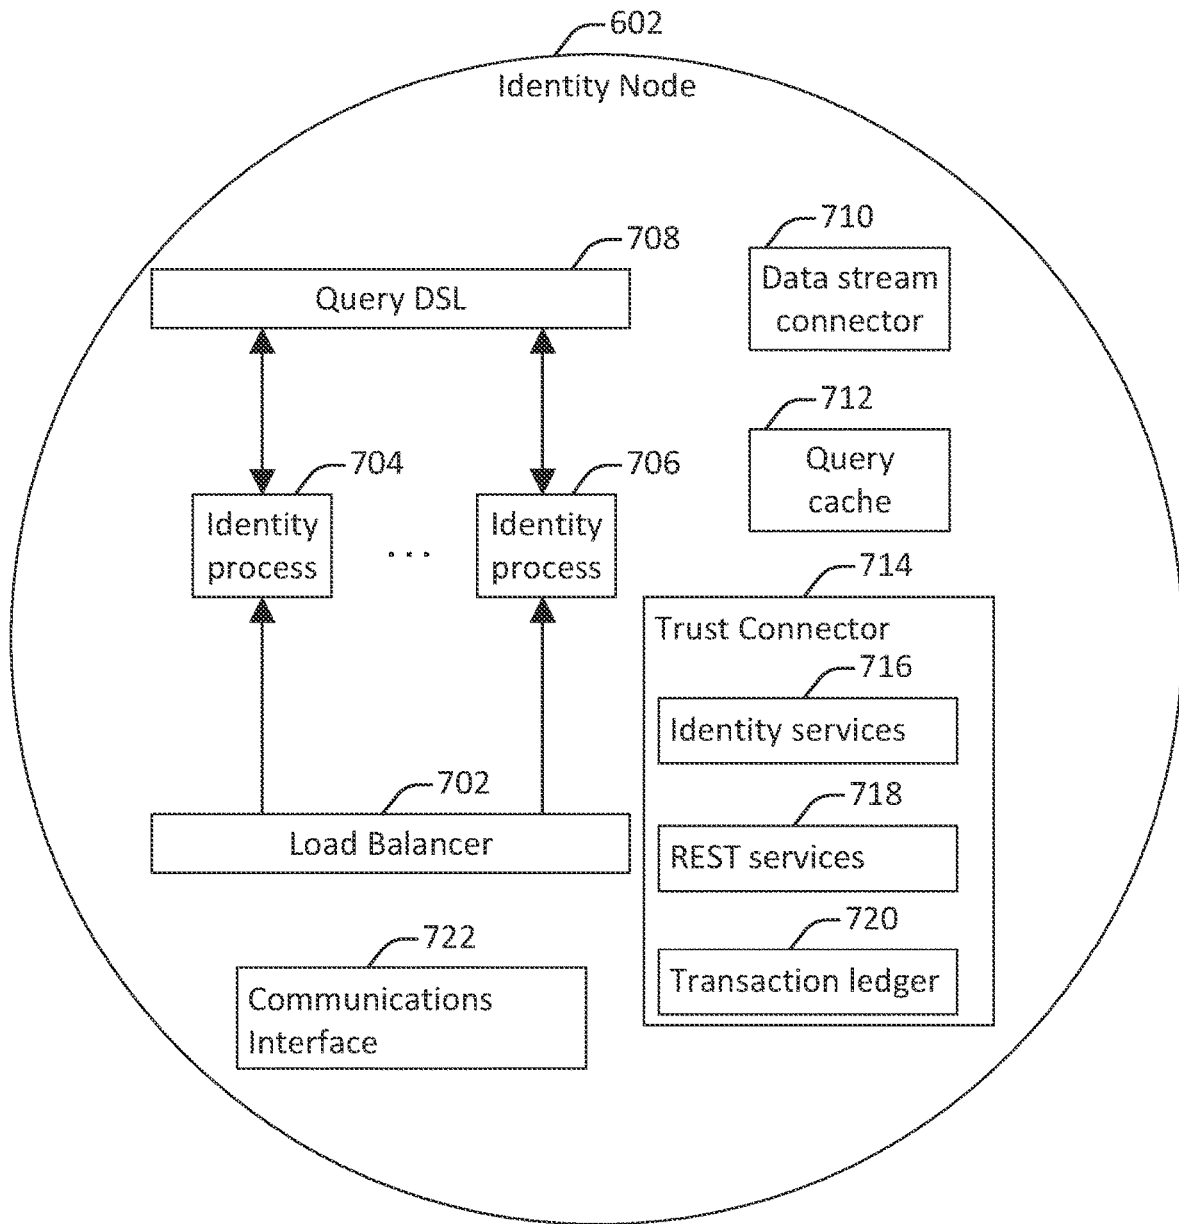 602
Identity Node
708
Query DSL
710
Data stream
connector
712
Query
cache
704
Identity
process
. . .
706
Identity
process
714
Trust Connector
716
Identity services
718
REST services
720
Transaction ledger
702
Load Balancer
722
Communications
Interface